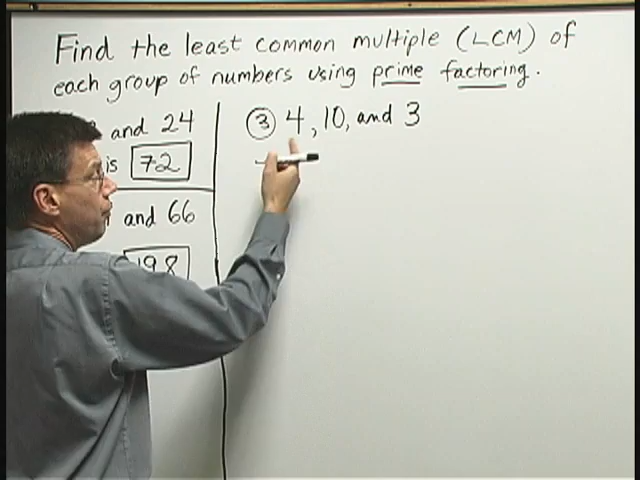 Find the least common multiple (LCM) of
each group of numbers using prime factoring.
and 24
is 72
and 66
198
③ 4, 10, and 3